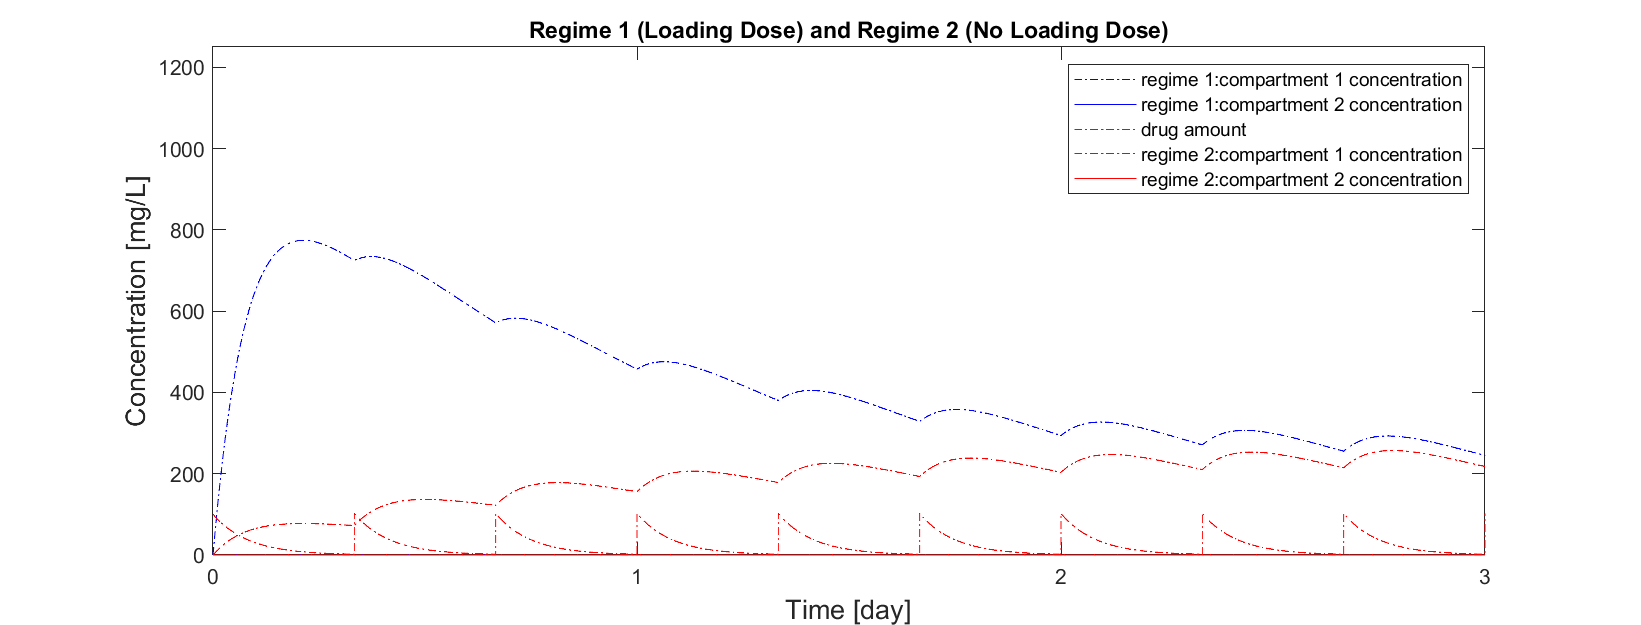 Regime 1 (Loading Dose) and Regime 2 (No Loading Dose)
regime 1:compartment 1 concentration
regime 1:compartment 2 concentration
drug amount
regime 2:compartment 1 concentration
regime 2:compartment 2 concentration
Concentration [mg/L]
1200
1000
800
600
400
200
0
0 1 2 3
Time [day]